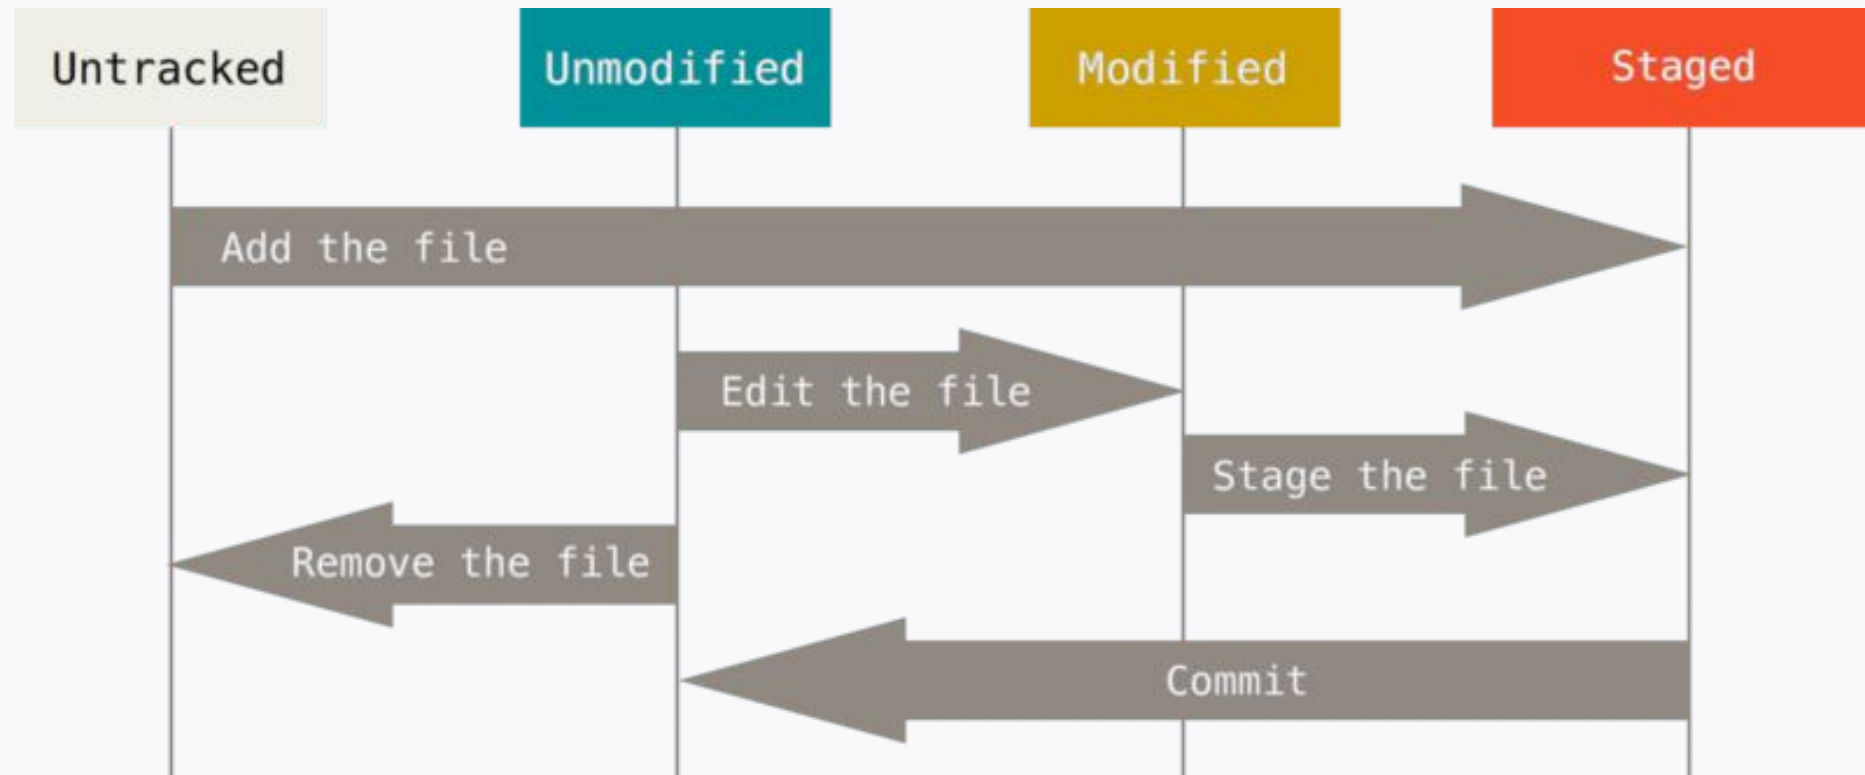 Untracked
Unmodified
Modified
Staged
Add the file
Edit the file
Stage the file
Remove the file
Commit